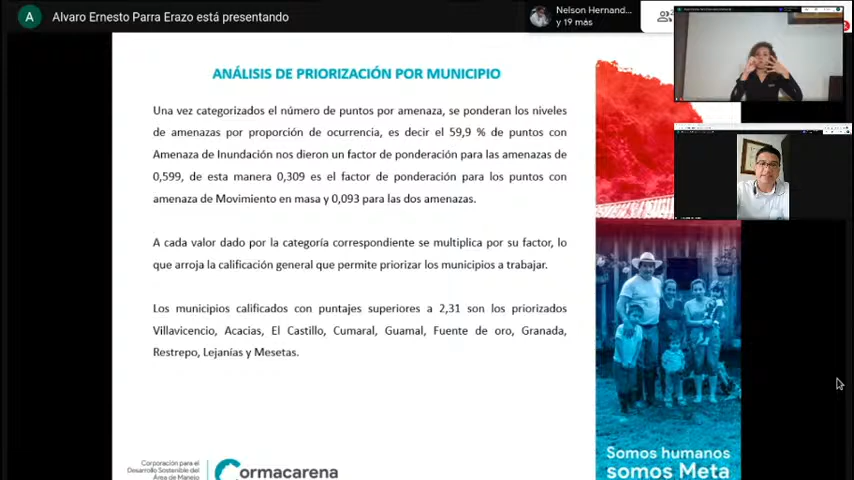 A Alvaro Ernesto Parra Erazo está presentando
Nelson Hernand...
y 19 más
ANÁLISIS DE PRIORIZACIÓN POR MUNICIPIO
Una vez categorizados el número de puntos por amenaza, se ponderan los niveles
de amenazas por proporción de ocurrencia, es decir el 59,9 % de puntos con
Amenaza de Inundación nos dieron un factor de ponderación para las amenazas de
0,599, de esta manera 0,309 es el factor de ponderación para los puntos con
amenaza de Movimiento en masa y 0,093 para las dos amenazas.
A cada valor dado por la categoría correspondiente se multiplica por su factor, lo
que arroja la calificación general que permite priorizar los municipios a trabajar.
Los municipios calificados con puntajes superiores a 2,31 son los priorizados
Villavicencio, Acacias, El Castillo, Cumaral, Guamal, Fuente de oro, Granada,
Restrepo, Lejanías y Mesetas.
Corporación para el
Desarrollo Sostenible del
Área de Manejo
Cormacarena
Somos humanos
somos Meta